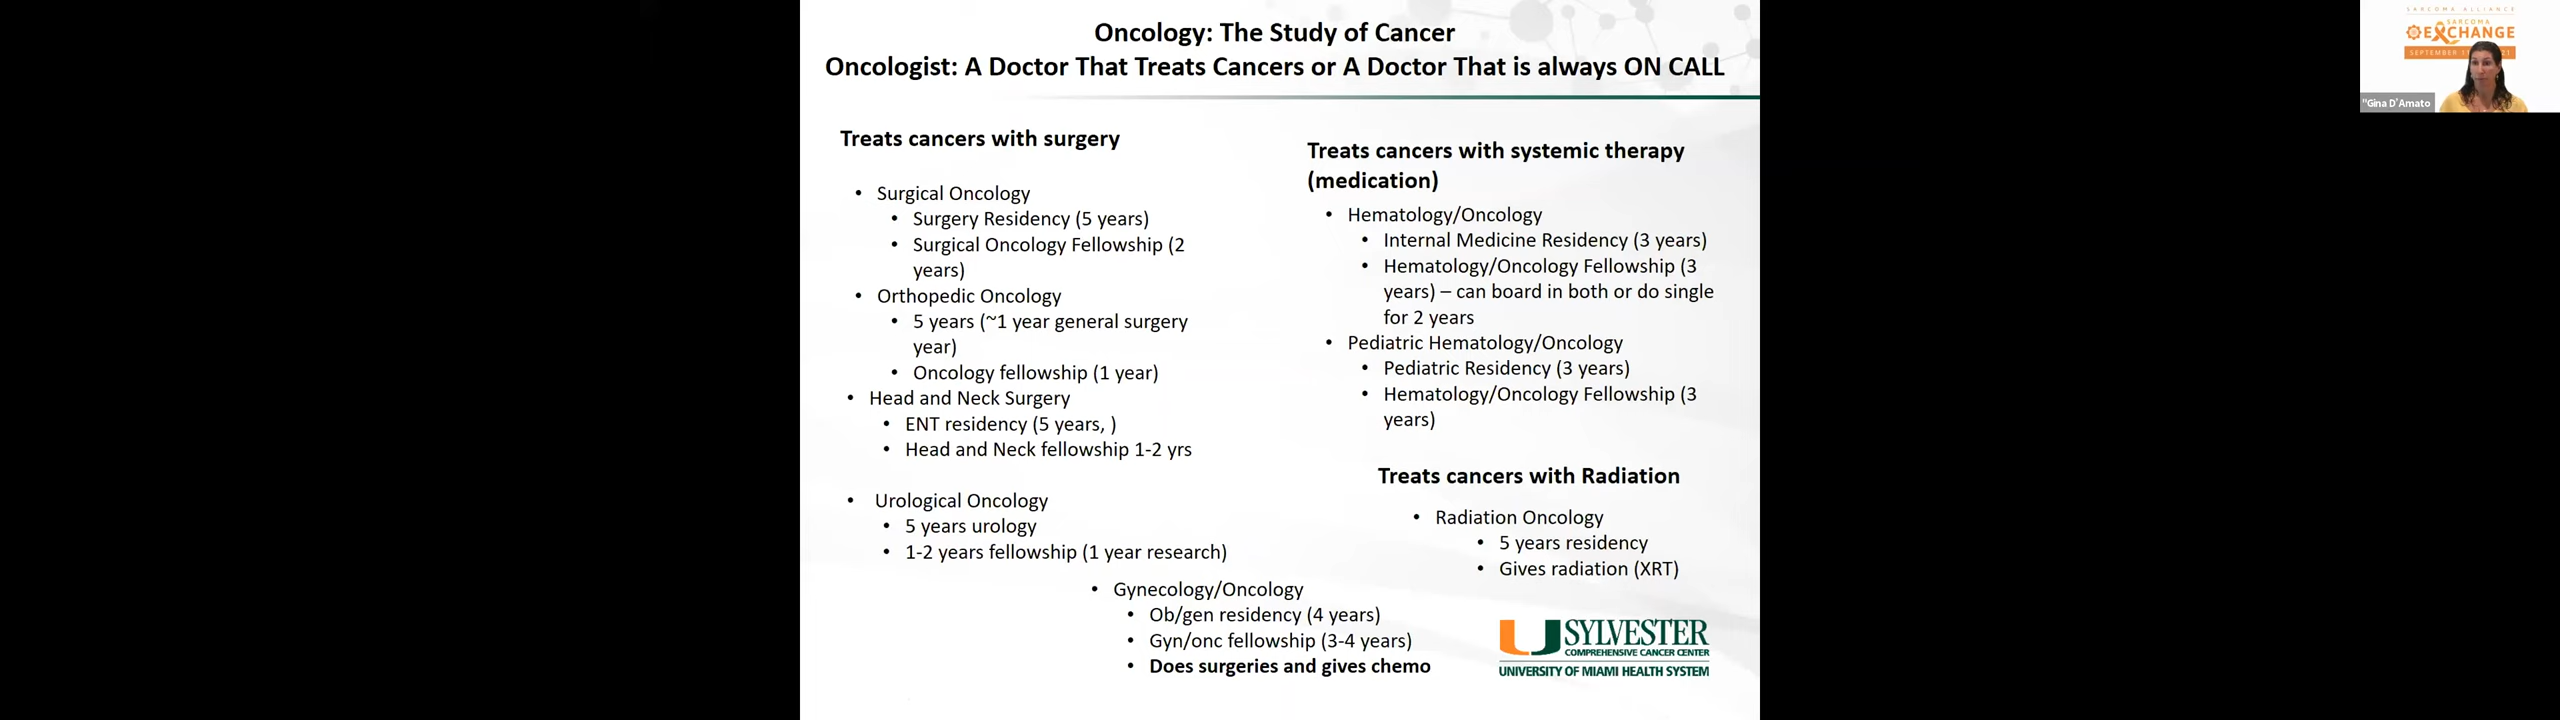 Oncology: The Study of Cancer
Oncologist: A Doctor That Treats Cancers or A Doctor That is always ON CALL
Treats cancers with surgery
• Surgical Oncology
• Surgery Residency (5 years)
• Surgical Oncology Fellowship (2
years)
• Orthopedic Oncology
• 5 years (~1 year general surgery
year)
• Oncology fellowship (1 year)
• Head and Neck Surgery
• ENT residency (5 years, )
• Head and Neck fellowship 1-2 yrs
• Urological Oncology
• 5 years urology
• 1-2 years fellowship (1 year research)
• Gynecology/Oncology
• Ob/gen residency (4 years)
• Gyn/onc fellowship (3-4 years)
• Does surgeries and gives chemo
Treats cancers with systemic therapy
(medication)
• Hematology/Oncology
• Internal Medicine Residency (3 years)
• Hematology/Oncology Fellowship (3
years) – can board in both or do single
for 2 years
• Pediatric Hematology/Oncology
• Pediatric Residency (3 years)
• Hematology/Oncology Fellowship (3
years)
Treats cancers with Radiation
• Radiation Oncology
• 5 years residency
• Gives radiation (XRT)
SYLVESTER
COMPREHENSIVE CANCER CENTER
UNIVERSITY OF MIAMI HEALTH SYSTEM
SARCOMA ALLIANCE
SARCOMA
EXCHANGE
SEPTEMBER
"Gina D'Amato